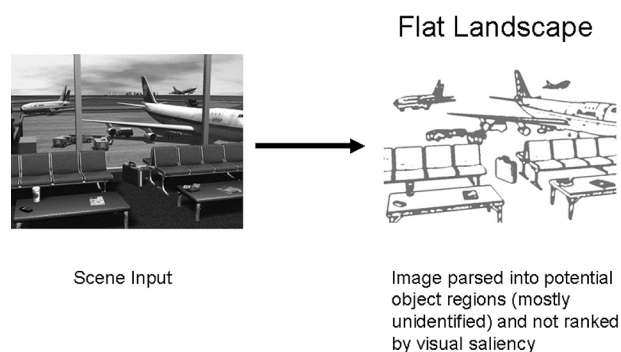 Flat Landscape
Scene Input
Image parsed into potential
object regions (mostly
unidentified) and not ranked
by visual saliency